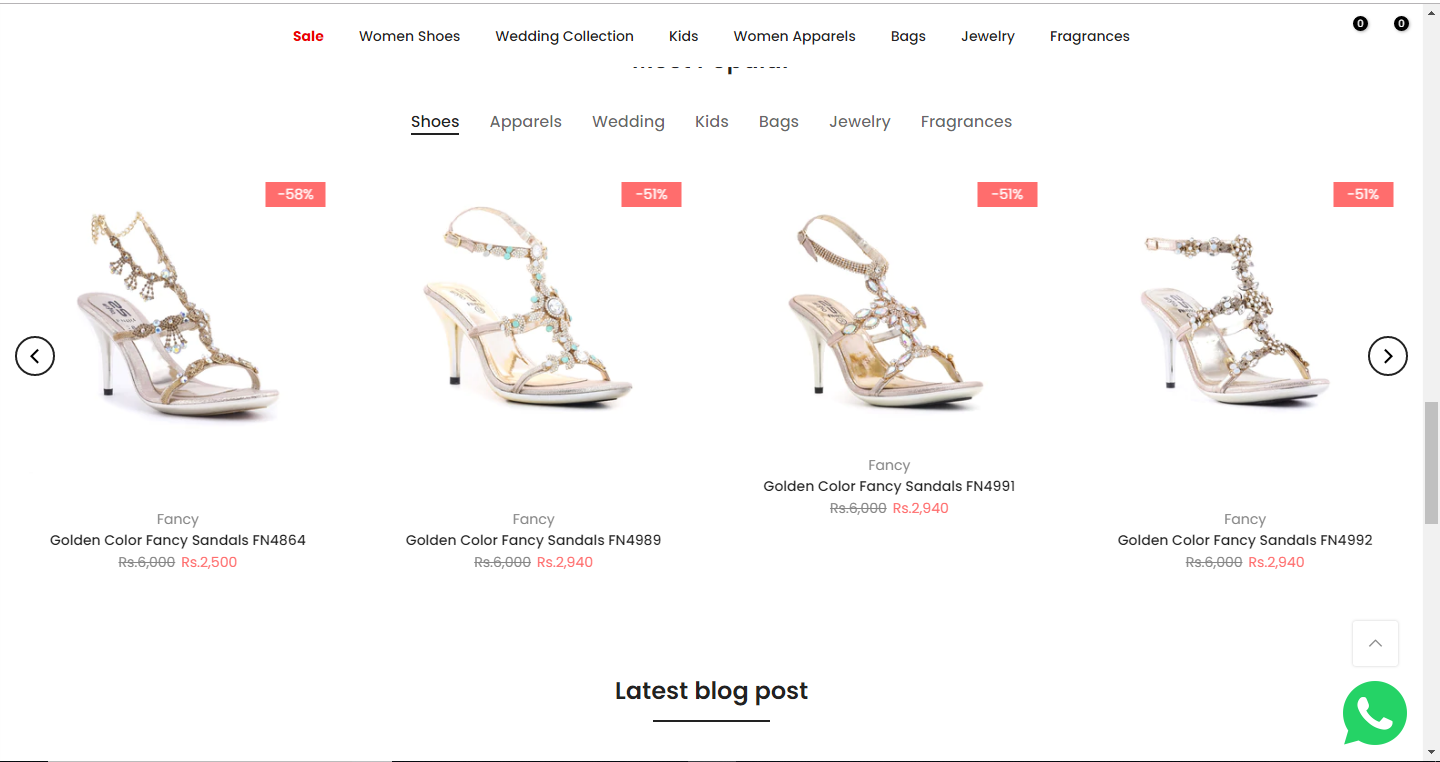 Sale Women Shoes Wedding Collection Kids Women Apparels Bags Jewelry Fragrances 0 0
Most Popular
Shoes Apparels Wedding Kids Bags Jewelry Fragrances
-58% -51% -51% -51%
Fancy
Golden Color Fancy Sandals FN4864
Rs.6,000 Rs.2,500
Fancy
Golden Color Fancy Sandals FN4989
Rs.6,000 Rs.2,940
Fancy
Golden Color Fancy Sandals FN4991
Rs.6,000 Rs.2,940
Fancy
Golden Color Fancy Sandals FN4992
Rs.6,000 Rs.2,940
Latest blog post